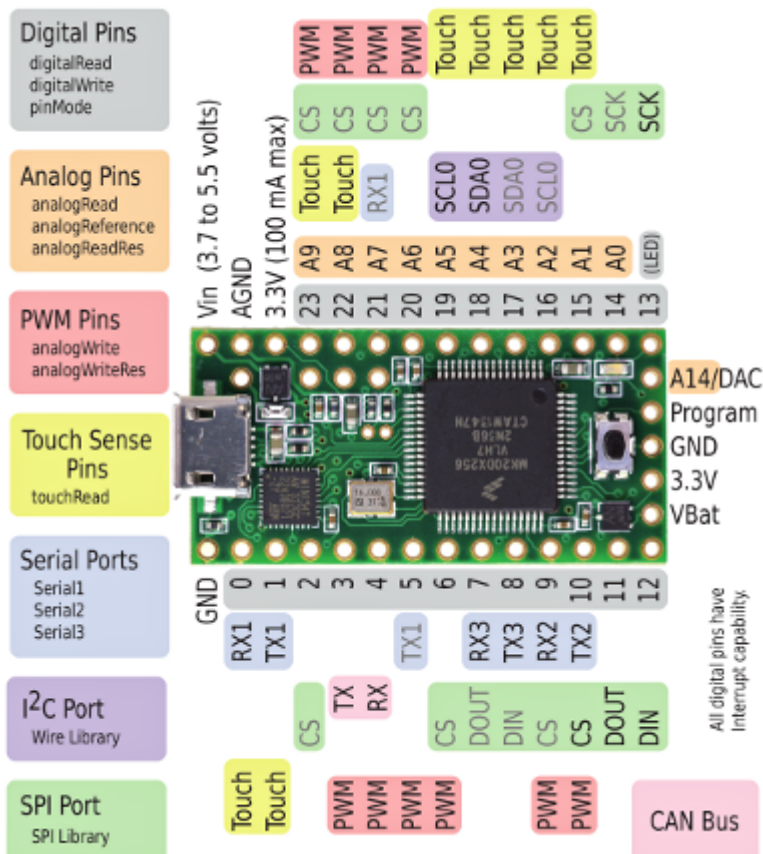 Digital Pins
digitalRead
digitalWrite
pinMode
Analog Pins
analogRead
analogReference
analogReadRes
PWM Pins
analogWrite
analogWriteRes
Touch Sense
Pins
touchRead
Serial Ports
Serial1
Serial2
Serial3
I²C Port
Wire Library
SPI Port
SPI Library
PWM PWM PWM PWM Touch Touch Touch Touch Touch
CS CS CS CS CS SCK SCK
Touch Touch RX1 SCL0 SDA0 SDA0 SCL0
Vin (3.7 to 5.5 volts)
AGND
3.3V (100 mA max)
A9 A8 A7 A6 A5 A4 A3 A2 A1 A0 (LED)
23 22 21 20 19 18 17 16 15 14 13
MK20DX256
VLH7
2N36B
CTAW1347N
A14/DAC
Program
GND
3.3V
VBat
GND
0 1 2 3 4 5 6 7 8 9 10 11 12
RX1 TX1 TX1 RX3 TX3 RX2 TX2
CS TX RX CS DOUT DIN CS CS DOUT DIN
Touch Touch PWM PWM PWM PWM PWM PWM
All digital pins have
Interrupt capability.
CAN Bus